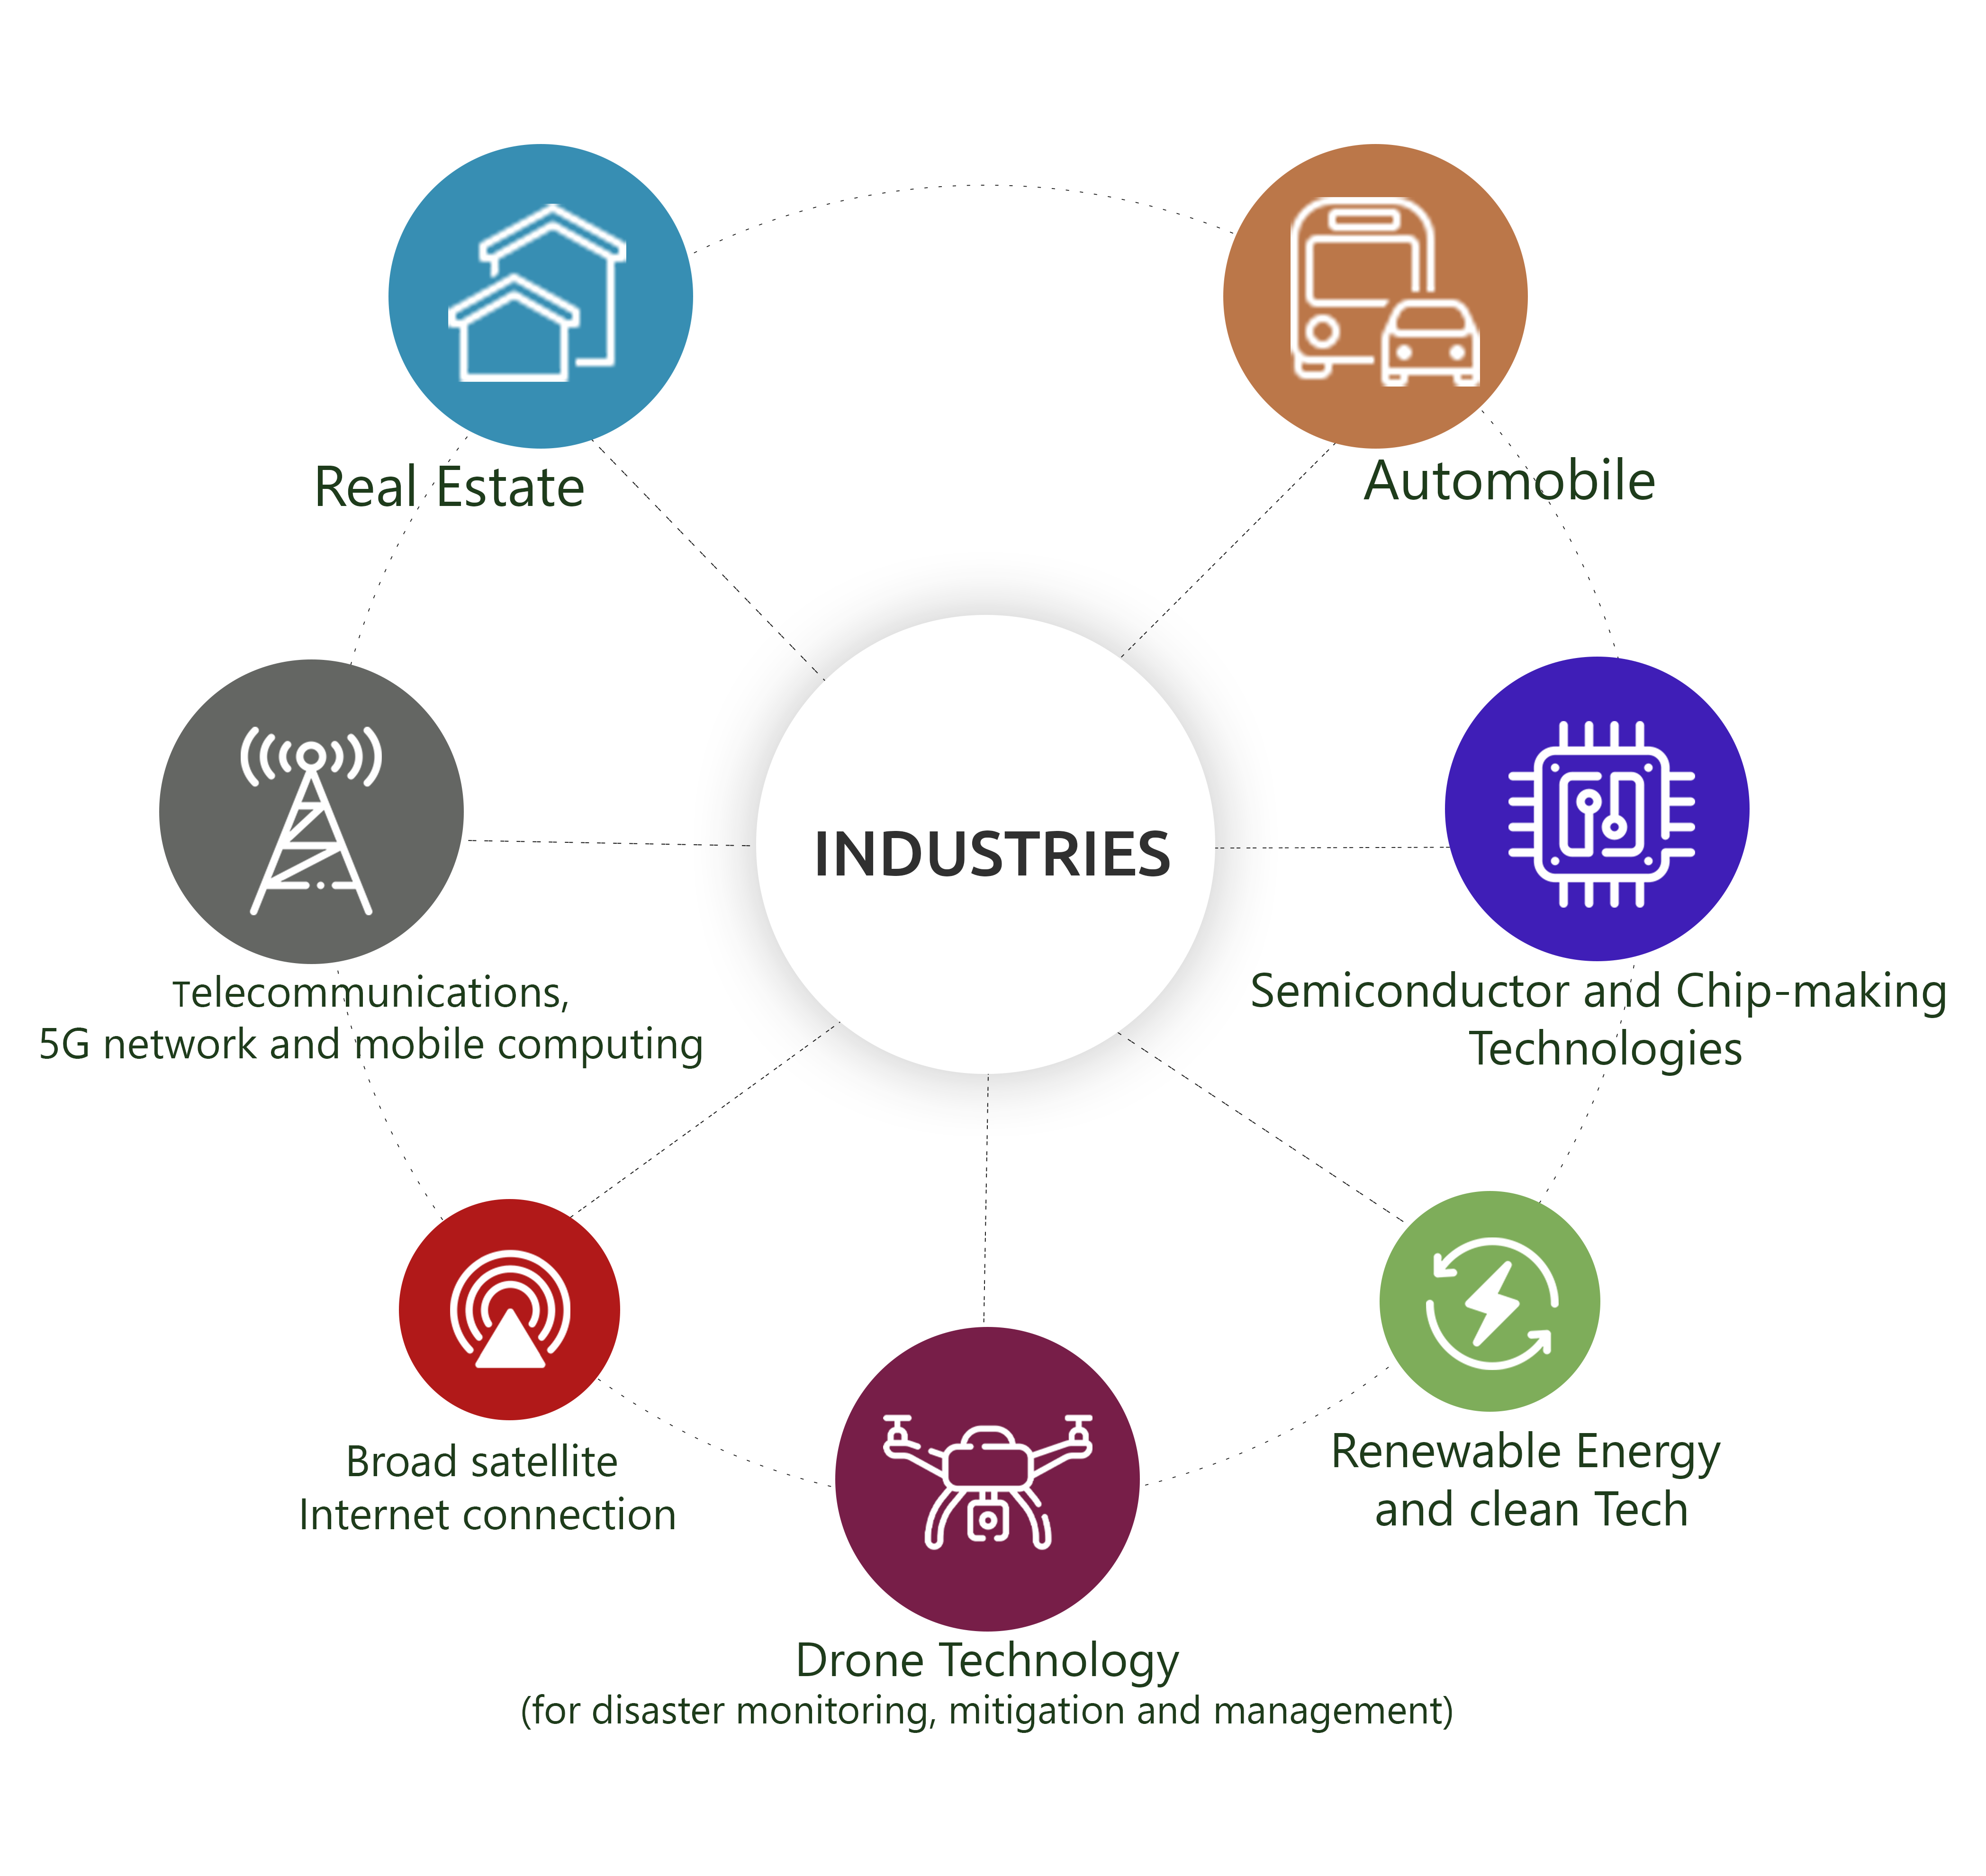 Real Estate
Automobile
INDUSTRIES
Telecommunications,
5G network and mobile computing
Semiconductor and Chip-making
Technologies
Broad satellite
Internet connection
Renewable Energy
and clean Tech
Drone Technology
(for disaster monitoring, mitigation and management)